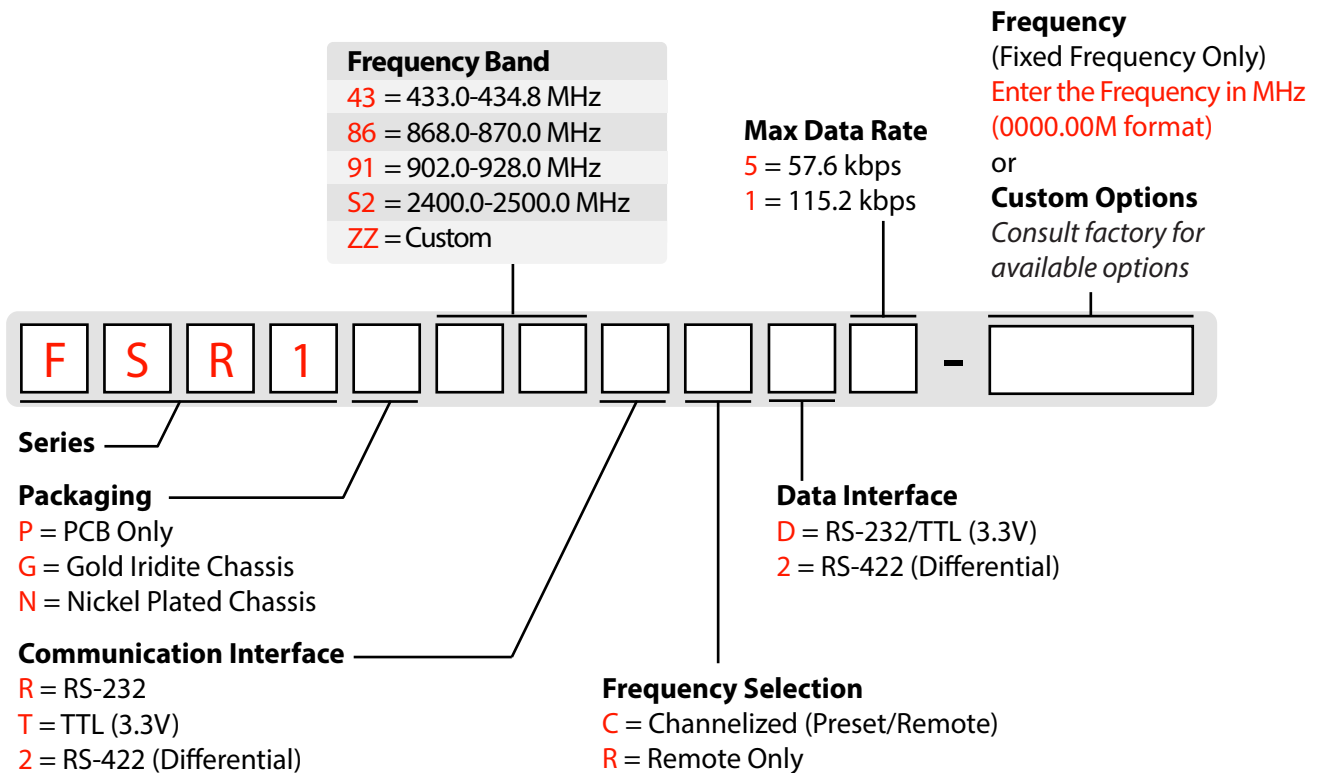 Frequency
(Fixed Frequency Only)
Enter the Frequency in MHz
(0000.00M format)
or
Custom Options
Consult factory for
available options
Frequency Band
43 = 433.0-434.8 MHz
86 = 868.0-870.0 MHz
91 = 902.0-928.0 MHz
S2 = 2400.0-2500.0 MHz
ZZ = Custom
Max Data Rate
5 = 57.6 kbps
1 = 115.2 kbps
F S R 1 -
Series
Packaging
P = PCB Only
G = Gold Iridite Chassis
N = Nickel Plated Chassis
Communication Interface
R = RS-232
T = TTL (3.3V)
2 = RS-422 (Differential)
Data Interface
D = RS-232/TTL (3.3V)
2 = RS-422 (Differential)
Frequency Selection
C = Channelized (Preset/Remote)
R = Remote Only